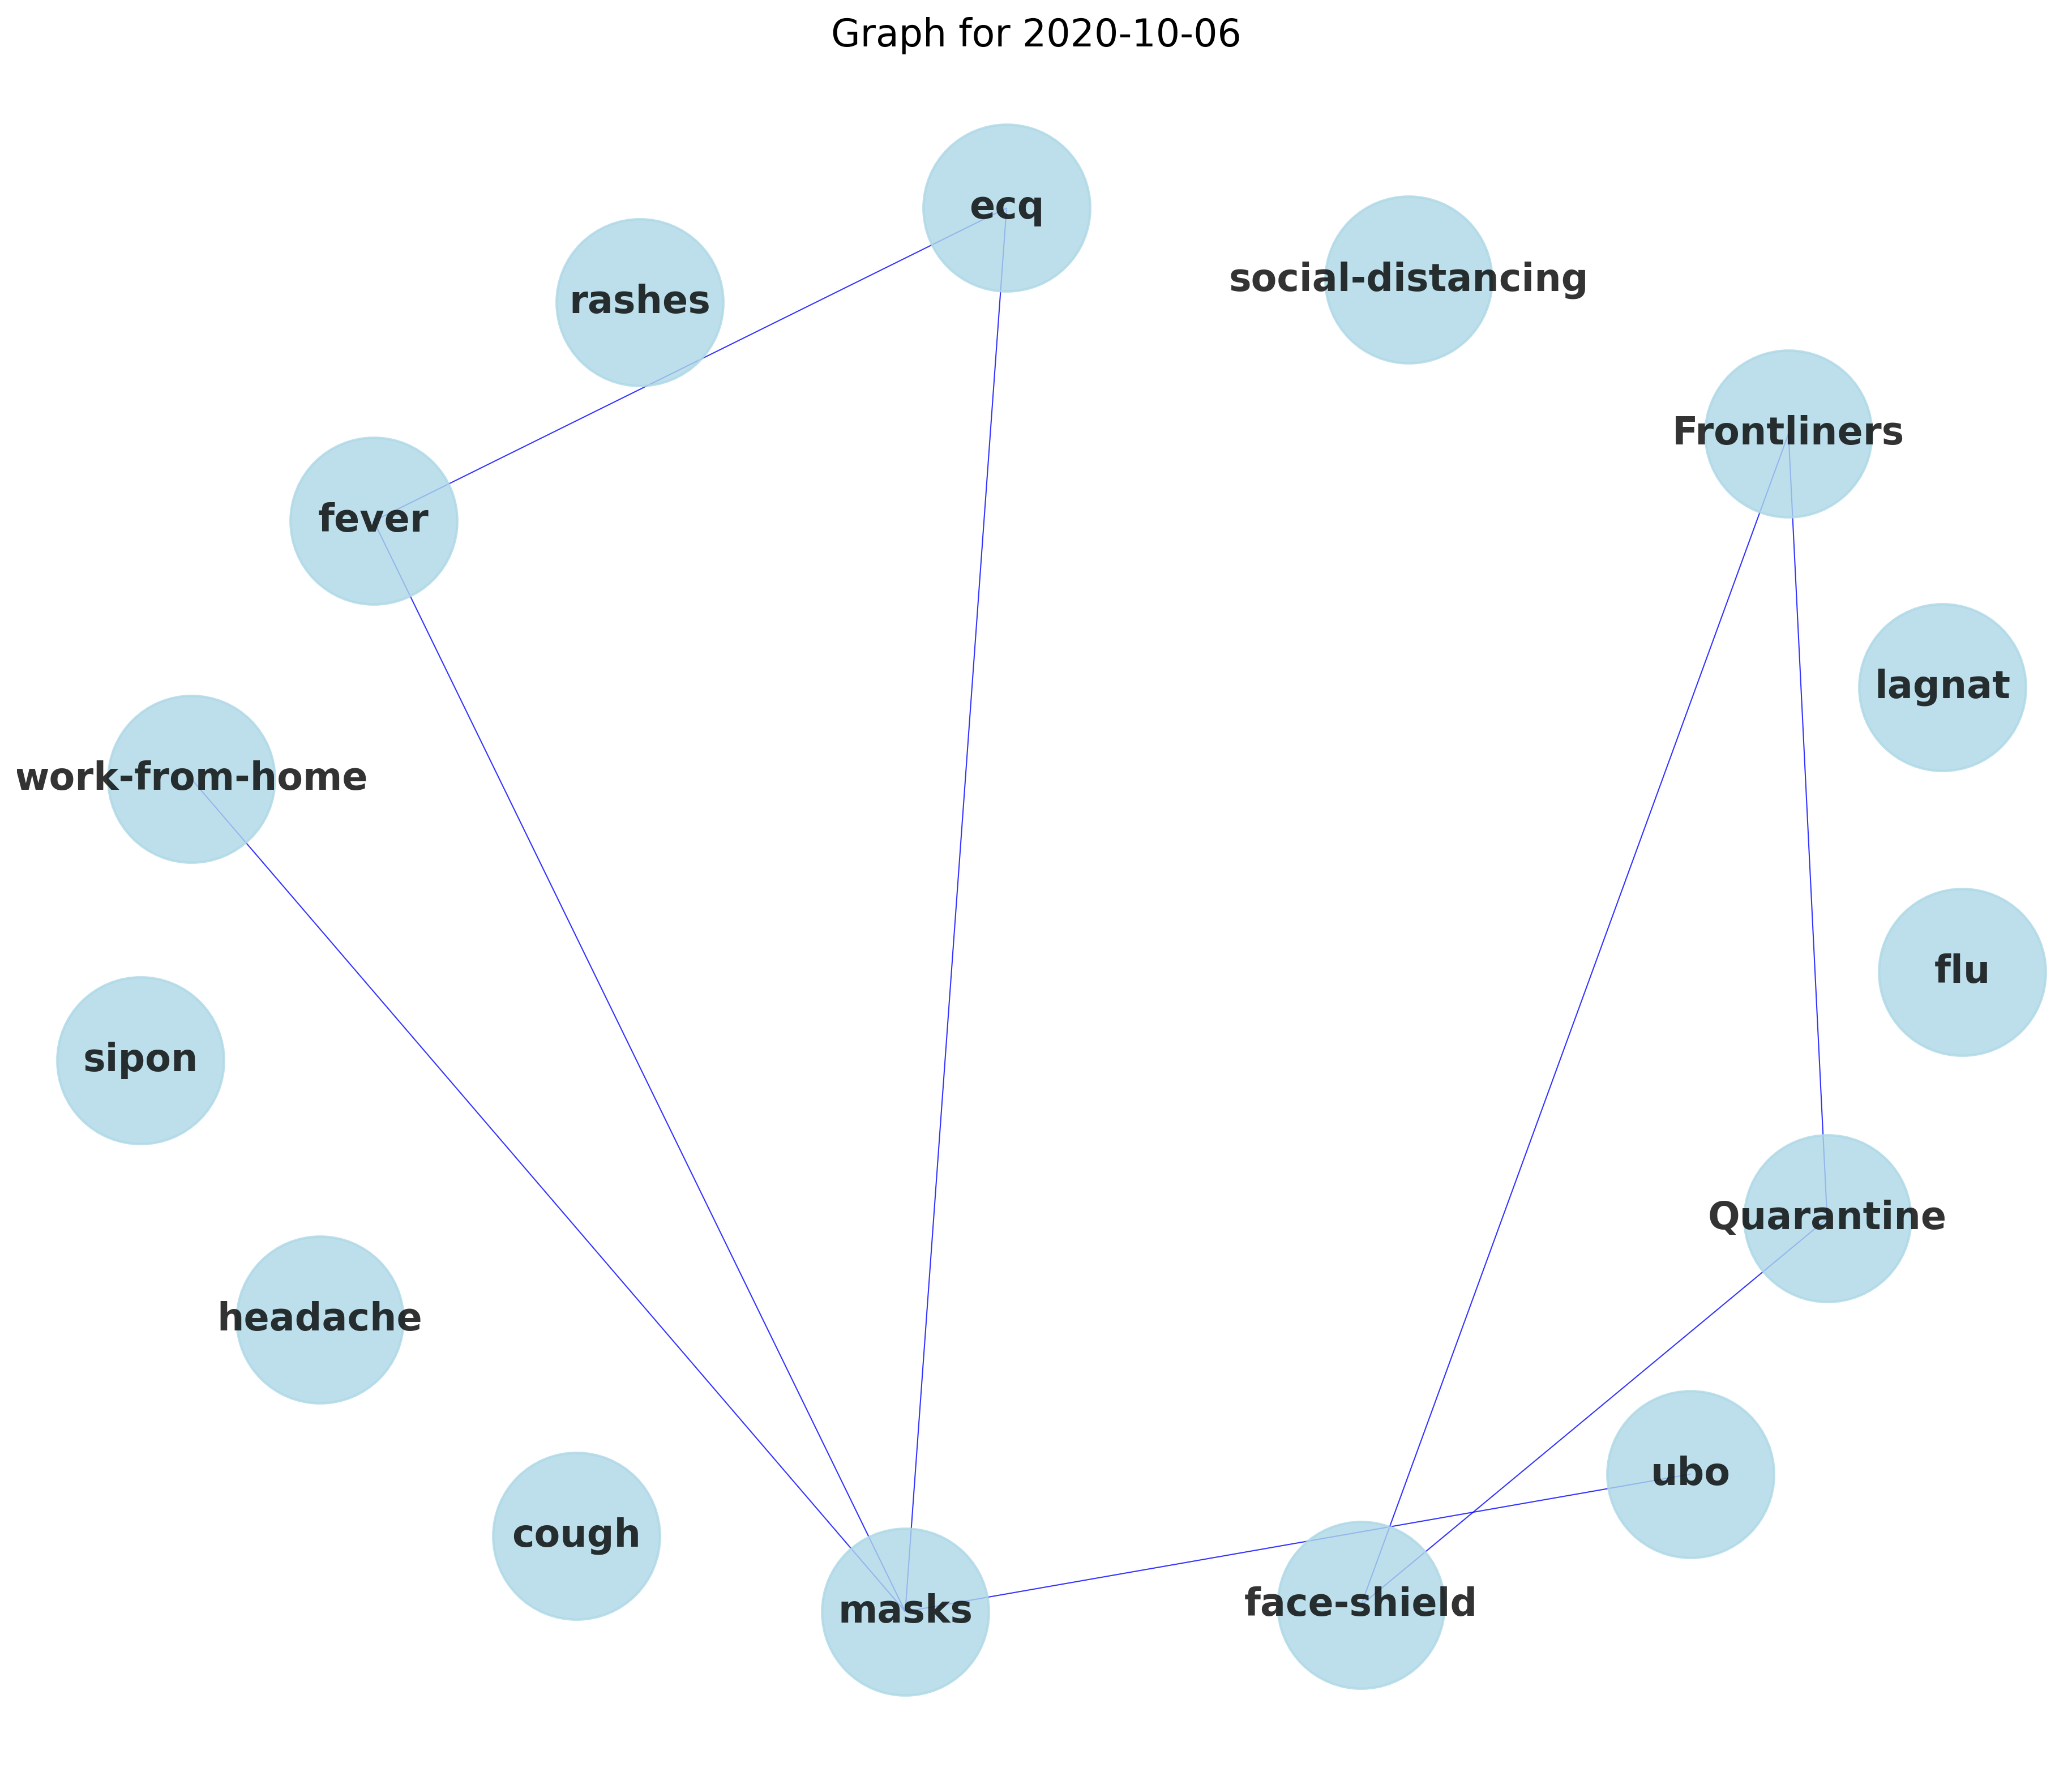 Graph for 2020-10-06
ecq
social-distancing
rashes
Frontliners
fever
lagnat
work-from-home
flu
sipon
Quarantine
headache
ubo
cough
face-shield
masks